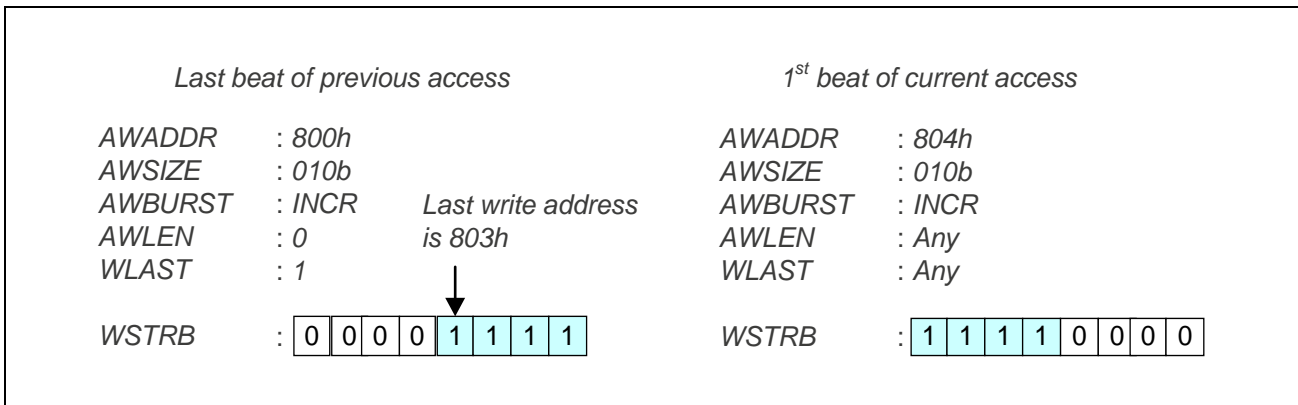 Last beat of previous access
AWADDR : 800h
AWSIZE : 010b
AWBURST : INCR
AWLEN : 0
WLAST : 1
Last write address
is 803h
WSTRB : 0 0 0 0 1 1 1 1
1st beat of current access
AWADDR : 804h
AWSIZE : 010b
AWBURST : INCR
AWLEN : Any
WLAST : Any
WSTRB : 1 1 1 1 0 0 0 0